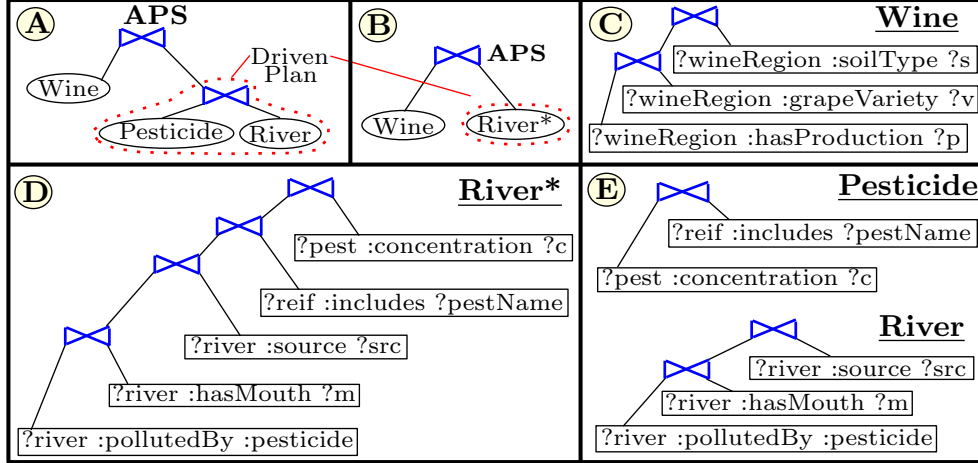 A
APS
Driven
Plan
Wine
Pesticide
River
B
APS
Wine
River*
C
Wine
?wineRegion :soilType ?s
?wineRegion :grapeVariety ?v
?wineRegion :hasProduction ?p
D
River*
?pest :concentration ?c
?reif :includes ?pestName
?river :source ?src
?river :hasMouth ?m
?river :pollutedBy :pesticide
E
Pesticide
?reif :includes ?pestName
?pest :concentration ?c
River
?river :source ?src
?river :hasMouth ?m
?river :pollutedBy :pesticide